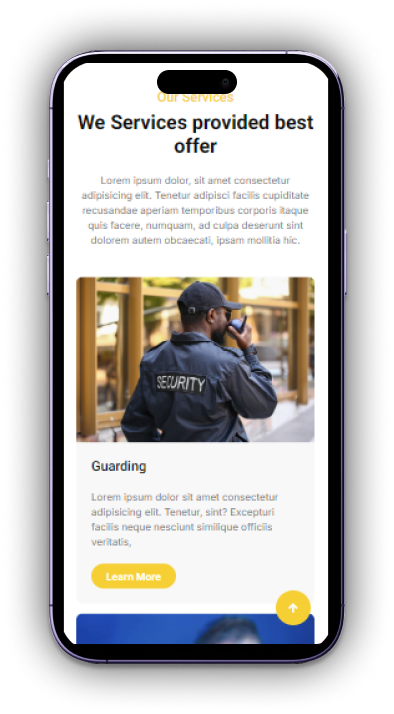 Our Services
We Services provided best
offer
Lorem ipsum dolor, sit amet consectetur
adipisicing elit. Tenetur adipisci facilis cupiditate
recusandae aperiam temporibus corporis itaque
quis facere, numquam, ad culpa deserunt sint
dolorem autem obcaecati, ipsam mollitia hic.
SECURITY
Guarding
Lorem ipsum dolor sit amet consectetur
adipisicing elit. Tenetur, sint? Excepturi
facilis neque nesciunt similique officiis
veritatis,
Learn More